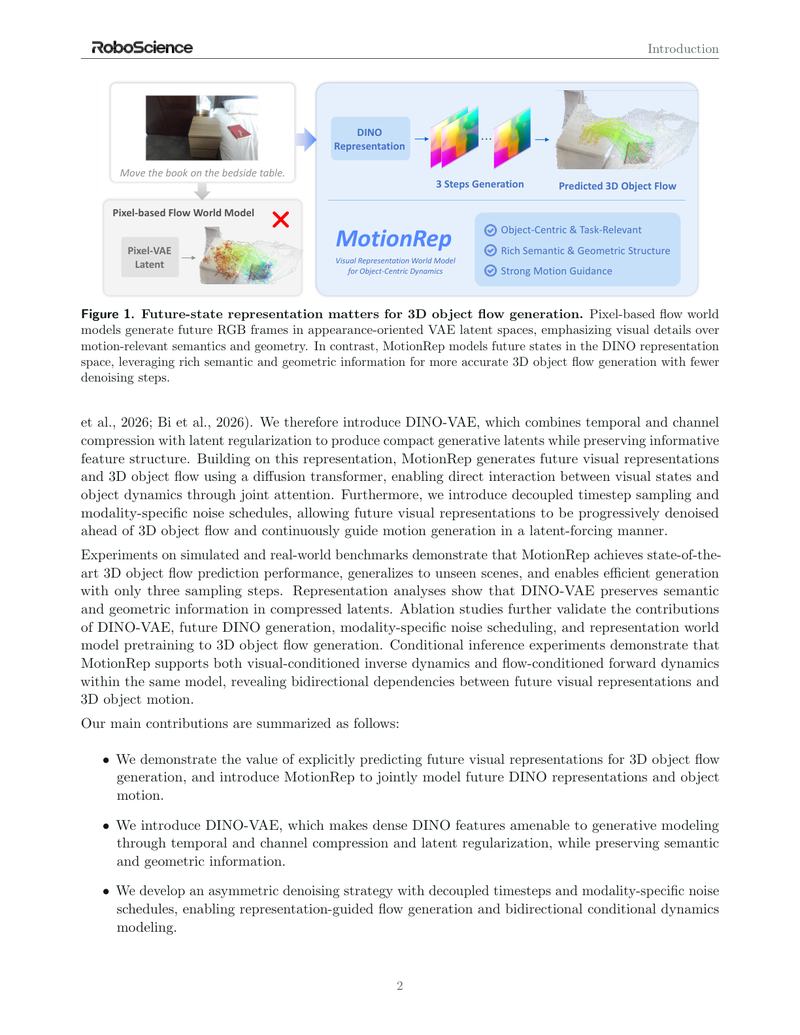 RoboScience
Introduction
Move the book on the bedside table.
Pixel-based Flow World Model
Pixel-VAE
Latent
DINO
Representation
...
3 Steps Generation
Predicted 3D Object Flow
MotionRep
Visual Representation World Model
for Object-Centric Dynamics
Object-Centric & Task-Relevant
Rich Semantic & Geometric Structure
Strong Motion Guidance
Figure 1. Future-state representation matters for 3D object flow generation. Pixel-based flow world
models generate future RGB frames in appearance-oriented VAE latent spaces, emphasizing visual details over
motion-relevant semantics and geometry. In contrast, MotionRep models future states in the DINO representation
space, leveraging rich semantic and geometric information for more accurate 3D object flow generation with fewer
denoising steps.
et al., 2026; Bi et al., 2026). We therefore introduce DINO-VAE, which combines temporal and channel
compression with latent regularization to produce compact generative latents while preserving informative
feature structure. Building on this representation, MotionRep generates future visual representations
and 3D object flow using a diffusion transformer, enabling direct interaction between visual states and
object dynamics through joint attention. Furthermore, we introduce decoupled timestep sampling and
modality-specific noise schedules, allowing future visual representations to be progressively denoised
ahead of 3D object flow and continuously guide motion generation in a latent-forcing manner.
Experiments on simulated and real-world benchmarks demonstrate that MotionRep achieves state-of-the-
art 3D object flow prediction performance, generalizes to unseen scenes, and enables efficient generation
with only three sampling steps. Representation analyses show that DINO-VAE preserves semantic
and geometric information in compressed latents. Ablation studies further validate the contributions
of DINO-VAE, future DINO generation, modality-specific noise scheduling, and representation world
model pretraining to 3D object flow generation. Conditional inference experiments demonstrate that
MotionRep supports both visual-conditioned inverse dynamics and flow-conditioned forward dynamics
within the same model, revealing bidirectional dependencies between future visual representations and
3D object motion.
Our main contributions are summarized as follows:
• We demonstrate the value of explicitly predicting future visual representations for 3D object flow
generation, and introduce MotionRep to jointly model future DINO representations and object
motion.
• We introduce DINO-VAE, which makes dense DINO features amenable to generative modeling
through temporal and channel compression and latent regularization, while preserving semantic
and geometric information.
• We develop an asymmetric denoising strategy with decoupled timesteps and modality-specific noise
schedules, enabling representation-guided flow generation and bidirectional conditional dynamics
modeling.
2